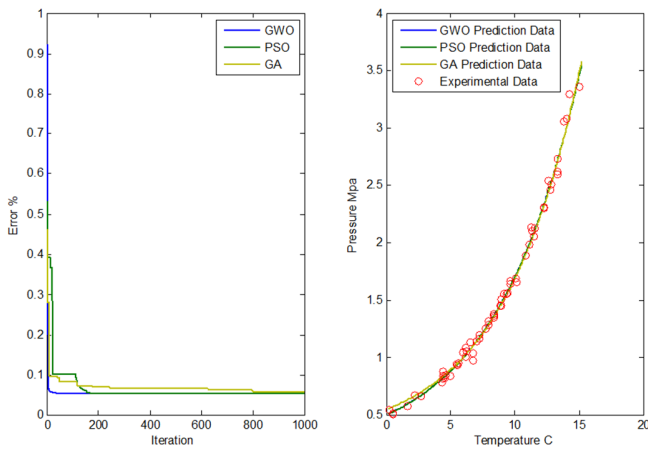 1
0.9
0.8
0.7
0.6
0.5
0.4
0.3
0.2
0.1
0
0 200 400 600 800 1000
Error %
Iteration
GWO
PSO
GA
4
3.5
3
2.5
2
1.5
1
0.5
0 5 10 15 20
Pressure Mpa
Temperature C
GWO Prediction Data
PSO Prediction Data
GA Prediction Data
Experimental Data